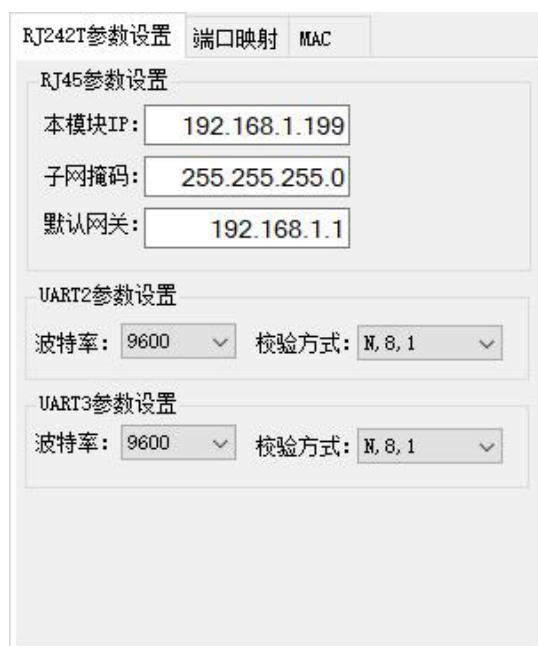 RJ242T参数设置 端口映射 MAC
RJ45参数设置
本模块IP: 192.168.1.199
子网掩码: 255.255.255.0
默认网关: 192.168.1.1
UART2参数设置
波特率: 9600 校验方式: N,8,1
UART3参数设置
波特率: 9600 校验方式: N,8,1